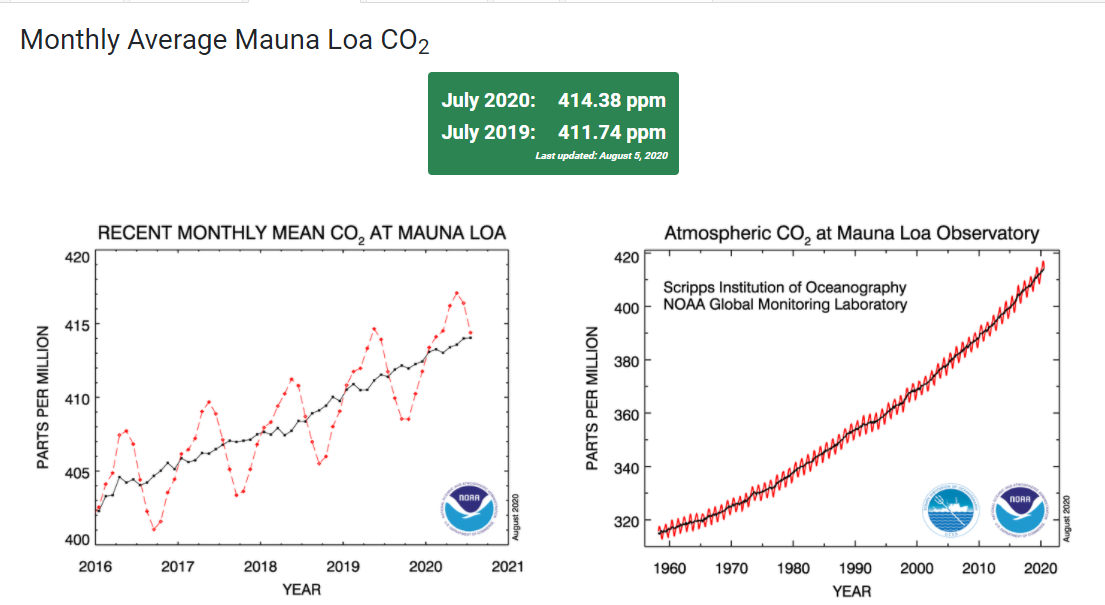 Monthly Average Mauna Loa CO₂
July 2020: 414.38 ppm
July 2019: 411.74 ppm
Last updated: August 5, 2020
RECENT MONTHLY MEAN CO₂ AT MAUNA LOA
420
415
410
405
400
PARTS PER MILLION
2016 2017 2018 2019 2020 2021
YEAR
NOAA
August 2020
Atmospheric CO₂ at Mauna Loa Observatory
Scripps Institution of Oceanography
NOAA Global Monitoring Laboratory
420
400
380
360
340
320
PARTS PER MILLION
1960 1970 1980 1990 2000 2010 2020
YEAR
NOAA
August 2020